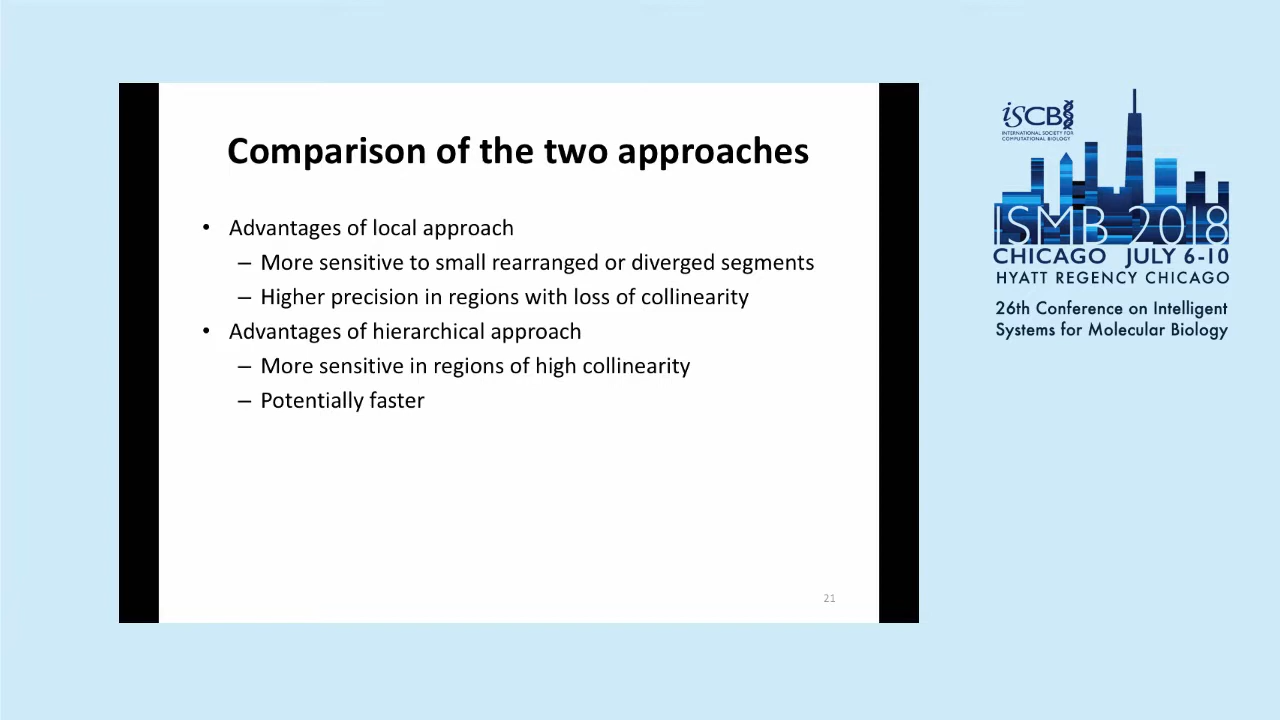 Comparison of the two approaches
• Advantages of local approach
– More sensitive to small rearranged or diverged segments
– Higher precision in regions with loss of collinearity
• Advantages of hierarchical approach
– More sensitive in regions of high collinearity
– Potentially faster
21
iSCB
INTERNATIONAL SOCIETY FOR
COMPUTATIONAL BIOLOGY
ISMB 2018
CHICAGO JULY 6-10
HYATT REGENCY CHICAGO
26th Conference on Intelligent
Systems for Molecular Biology